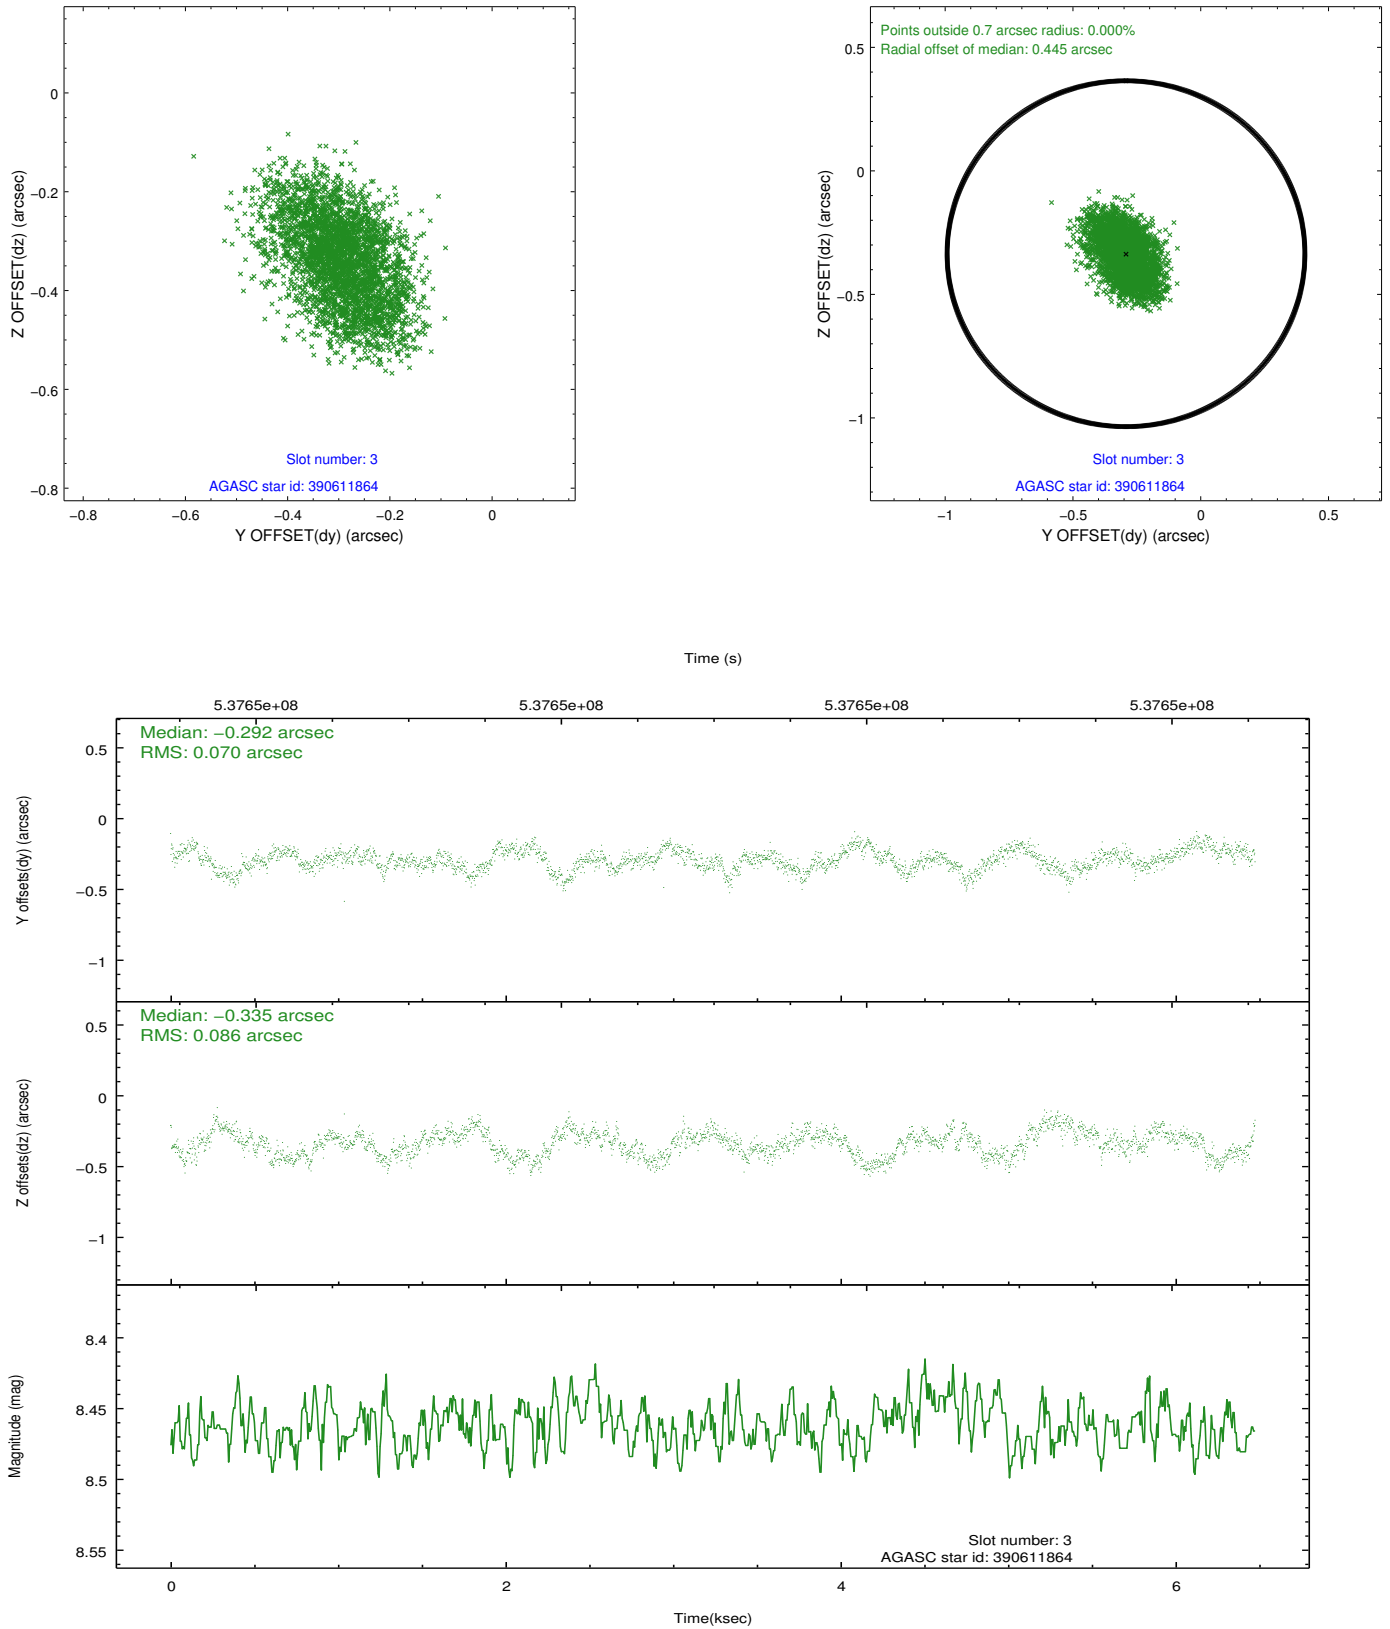 0
−0.2
−0.4
−0.6
−0.8
Z OFFSET(dz) (arcsec)
Slot number: 3
AGASC star id: 390611864
−0.8
−0.6
−0.4
−0.2
0
Y OFFSET(dy) (arcsec)
Points outside 0.7 arcsec radius: 0.000%
Radial offset of median: 0.445 arcsec
0.5
0
−0.5
−1
Z OFFSET(dz) (arcsec)
Slot number: 3
AGASC star id: 390611864
−1
−0.5
0
0.5
Y OFFSET(dy) (arcsec)
Time (s)
5.3765e+08
5.3765e+08
5.3765e+08
5.3765e+08
Median: −0.292 arcsec
RMS: 0.070 arcsec
0.5
0
−0.5
−1
Y offsets(dy) (arcsec)
Median: −0.335 arcsec
RMS: 0.086 arcsec
0.5
0
−0.5
−1
Z offsets(dz) (arcsec)
8.4
8.45
8.5
8.55
Magnitude (mag)
Slot number: 3
AGASC star id: 390611864
0
2
4
6
Time(ksec)